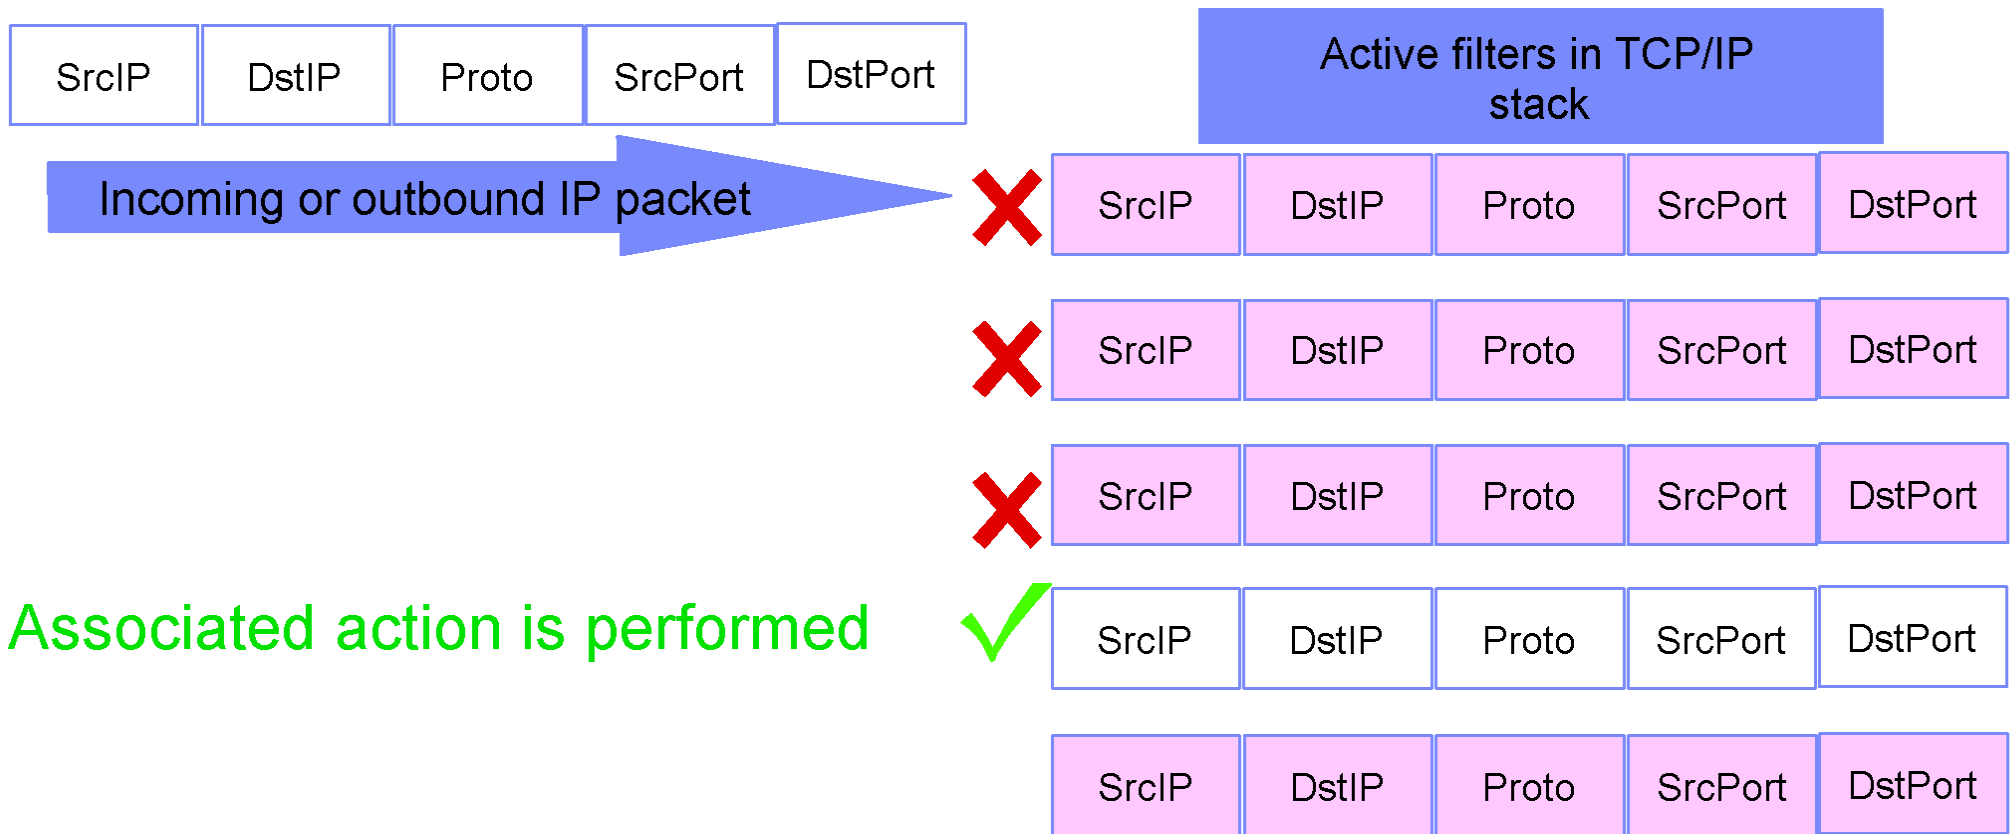 SrcIP DstIP Proto SrcPort DstPort
Active filters in TCP/IP
stack
Incoming or outbound IP packet
SrcIP DstIP Proto SrcPort DstPort
SrcIP DstIP Proto SrcPort DstPort
SrcIP DstIP Proto SrcPort DstPort
Associated action is performed
SrcIP DstIP Proto SrcPort DstPort
SrcIP DstIP Proto SrcPort DstPort